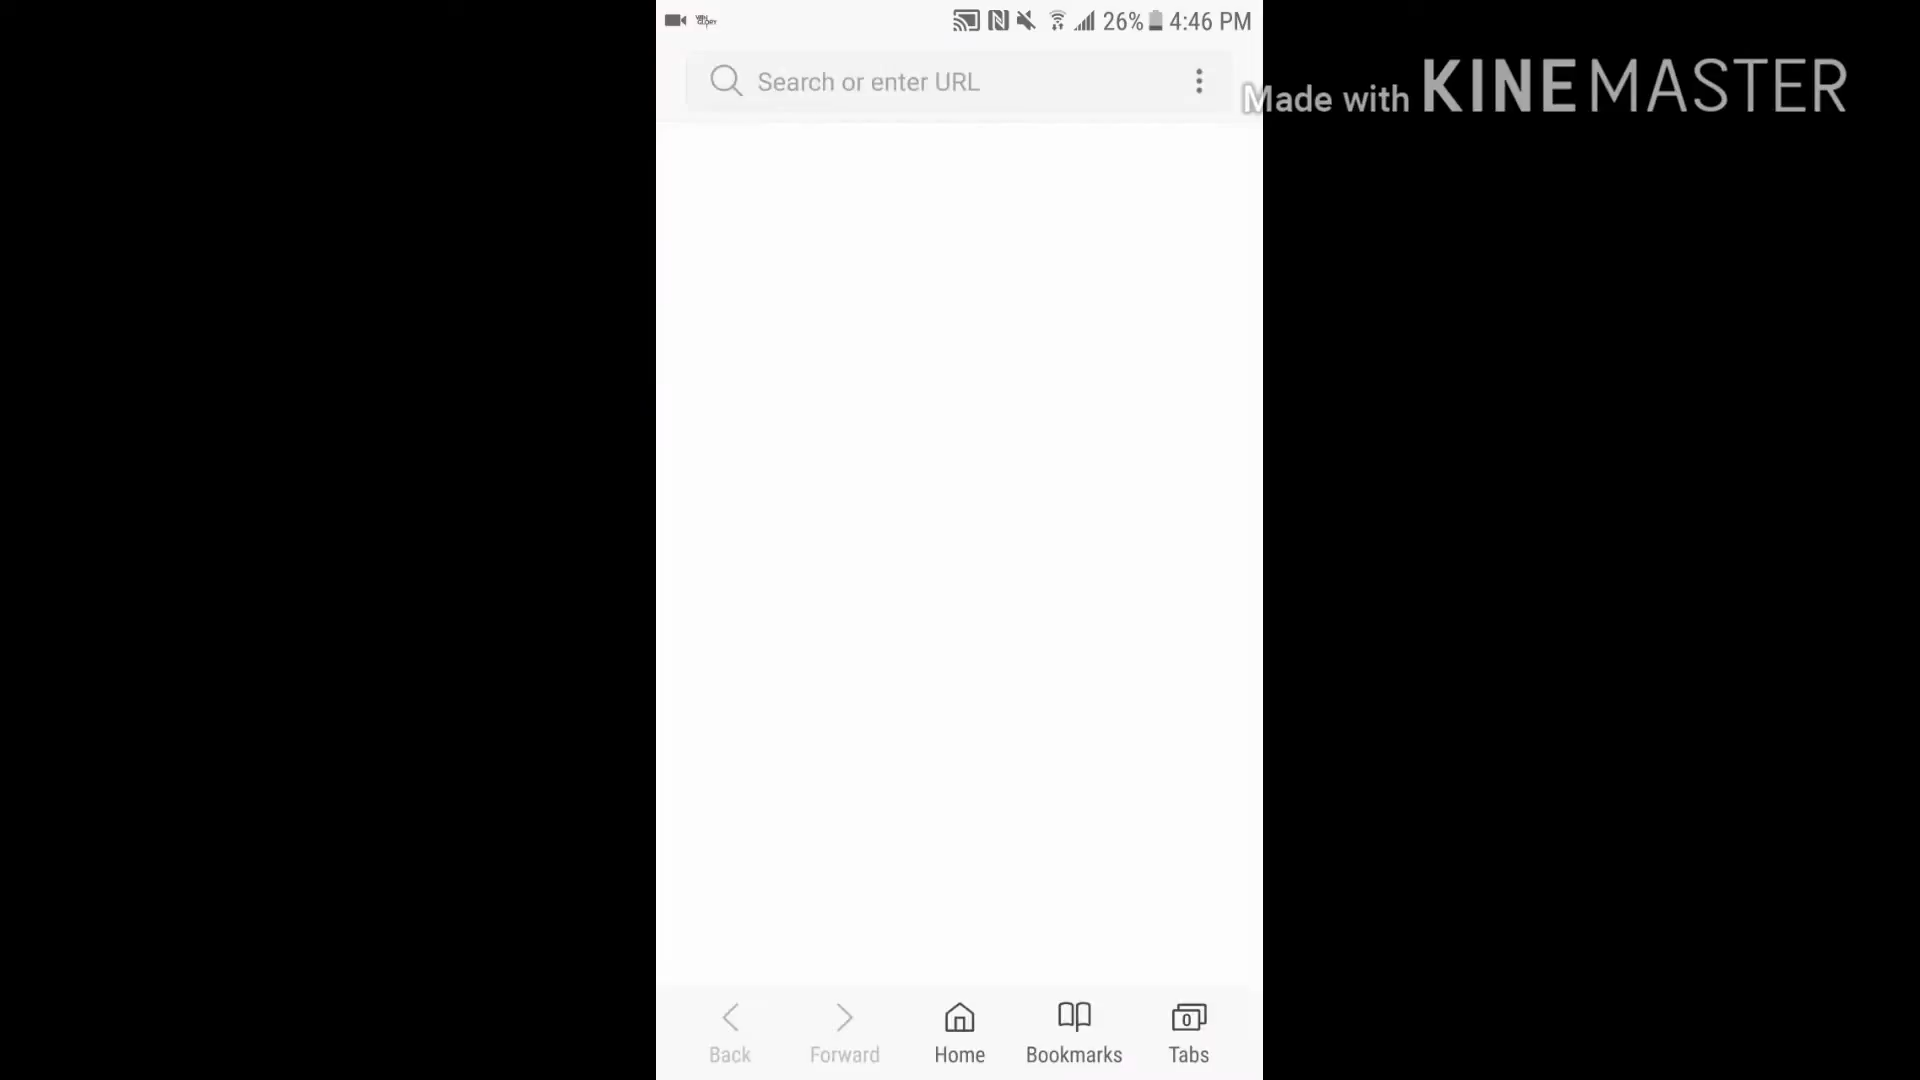 26% 4:46 PM
Search or enter URL
Made with KINEMASTER
0
Back Forward Home Bookmarks Tabs